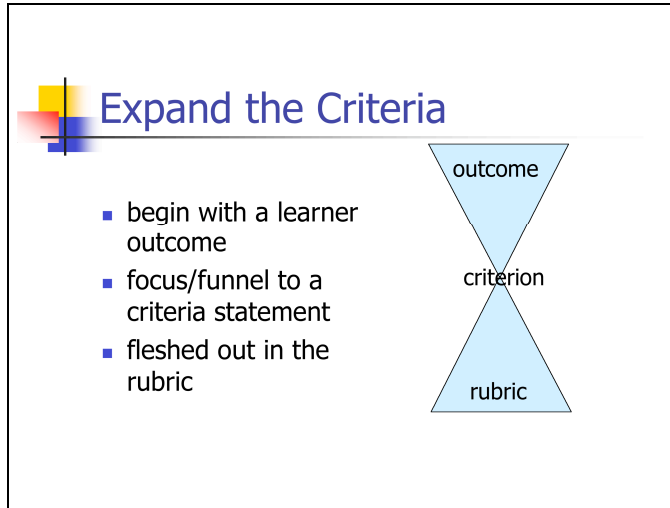 Expand the Criteria
begin with a learner
outcome
focus/funnel to a
criteria statement
fleshed out in the
rubric
outcome
criterion
rubric